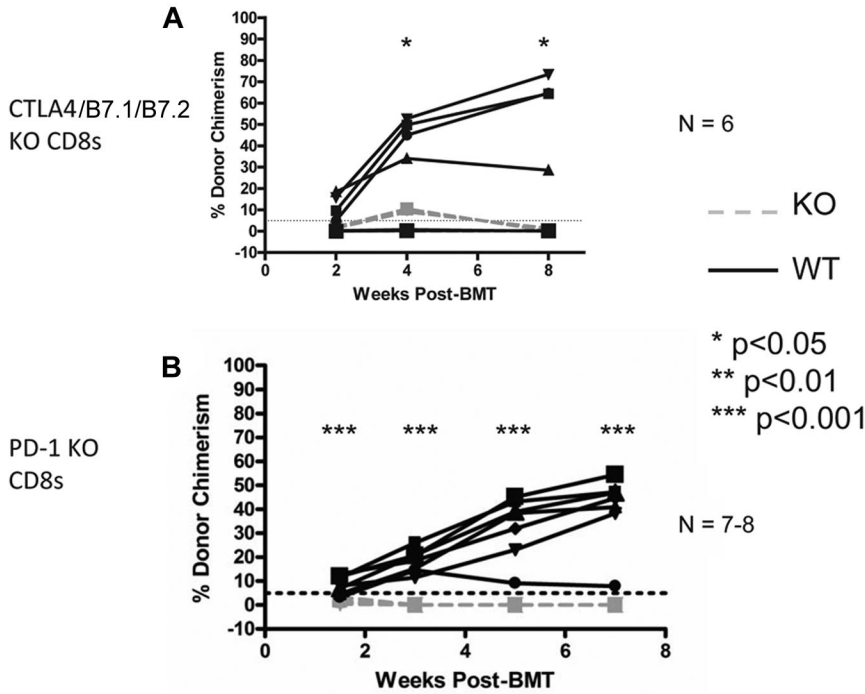 A
CTLA4/B7.1/B7.2
KO CD8s
% Donor Chimerism
100
90
80
70
60
50
40
30
20
10
0
-10
* *
0 2 4 6 8
Weeks Post-BMT
N = 6
KO
WT
* p<0.05
** p<0.01
*** p<0.001
B
PD-1 KO
CD8s
% Donor Chimerism
100
90
80
70
60
50
40
30
20
10
0
-10
*** *** *** ***
0 2 4 6 8
Weeks Post-BMT
N = 7-8